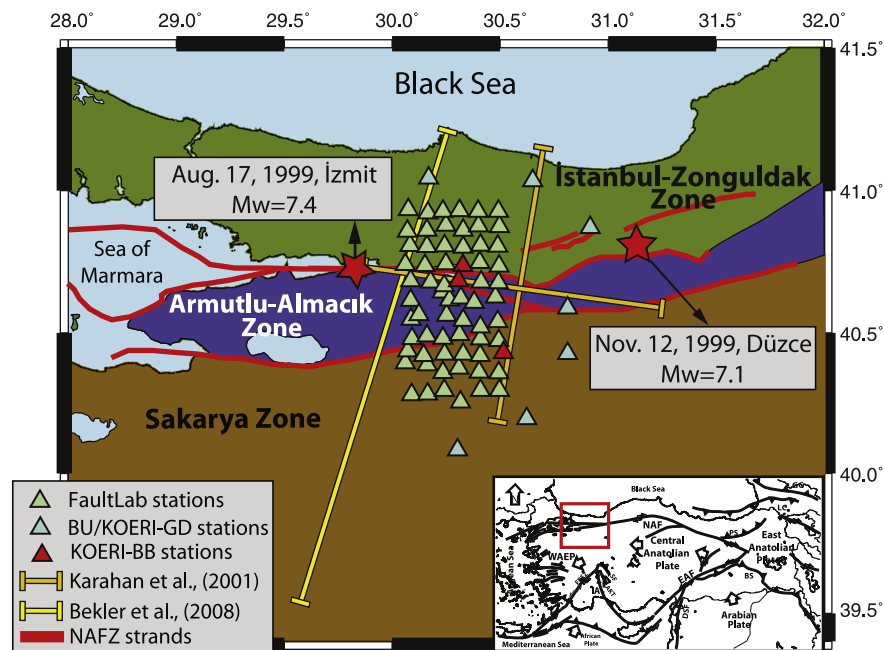 28.0° 29.0° 29.5° 30.0° 30.5° 31.0° 31.5° 32.0°
41.5°
41.0°
40.5°
40.0°
39.5°
Black Sea
Aug. 17, 1999, İzmit
Mw=7.4
İstanbul-Zonguldak
Zone
Sea of
Marmara
Armutlu-Almacık
Zone
Nov. 12, 1999, Düzce
Mw=7.1
Sakarya Zone
FaultLab stations
BU/KOERI-GD stations
KOERI-BB stations
Karahan et al., (2001)
Bekler et al., (2008)
NAFZ strands
N
Black Sea
NAF
Central
Anatolian
Plate
East
Anatolian
WAEP
EAF
BS
DSF
Arabian
Plate
African Plate
Mediterranean Sea